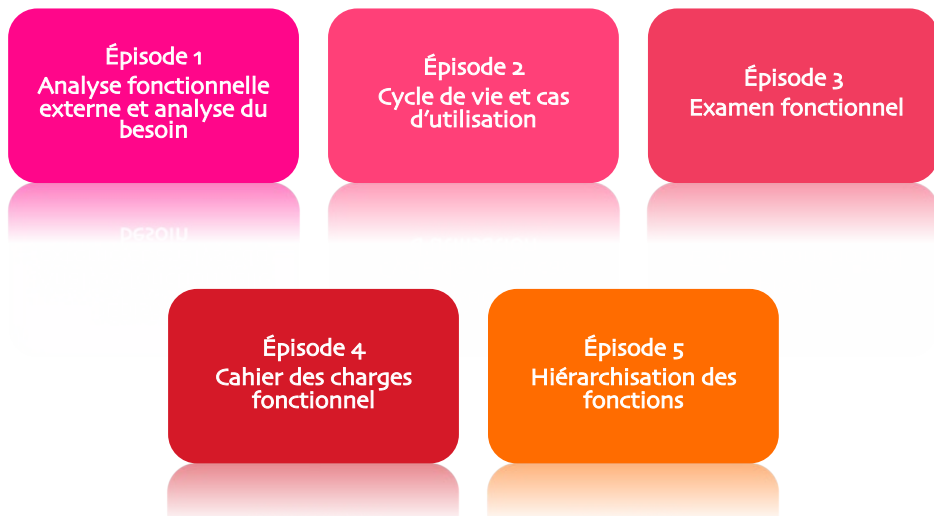 Épisode 1
Analyse fonctionnelle
externe et analyse du
besoin
Épisode 2
Cycle de vie et cas
d'utilisation
Épisode 3
Examen fonctionnel
Épisode 4
Cahier des charges
fonctionnel
Épisode 5
Hiérarchisation des
fonctions